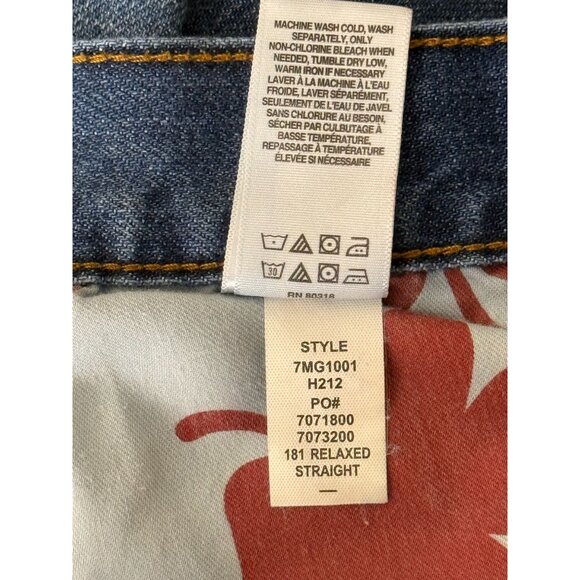 MACHINE WASH COLD, WASH
SEPARATELY, ONLY
NON-CHLORINE BLEACH WHEN
NEEDED, TUMBLE DRY LOW,
WARM IRON IF NECESSARY
LAVER À LA MACHINE À L'EAU
FROIDE, LAVER SÉPARÉMENT,
SEULEMENT DE L'EAU DE JAVEL
SANS CHLORURE AU BESOIN,
SÉCHER PAR CULBUTAGE À
BASSE TEMPÉRATURE,
REPASSAGE À TEMPÉRATURE
ÉLEVÉE SI NÉCESSAIRE
30
RN 80318
STYLE
7MG1001
H212
PO#
7071800
7073200
181 RELAXED
STRAIGHT
—